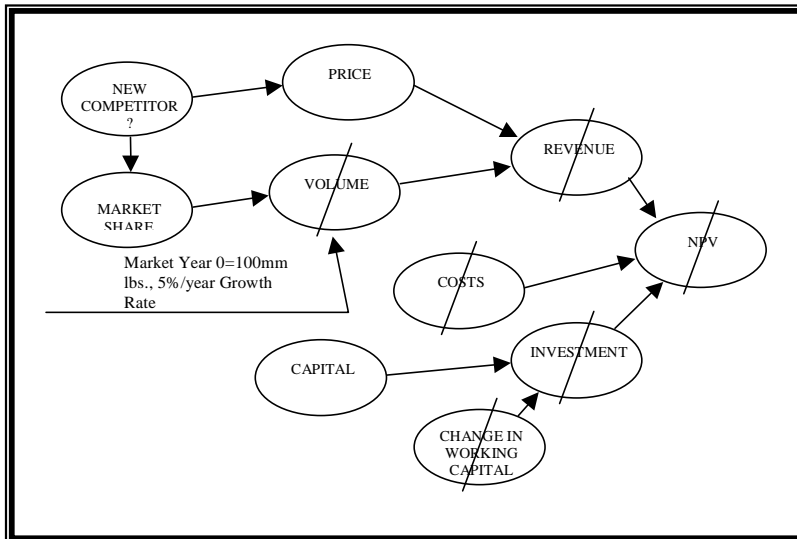 NEW
COMPETITOR
?
PRICE
REVENUE
VOLUME
MARKET
SHARE
NPV
Market Year 0=100mm
lbs., 5%/year Growth
Rate
COSTS
INVESTMENT
CAPITAL
CHANGE IN
WORKING
CAPITAL